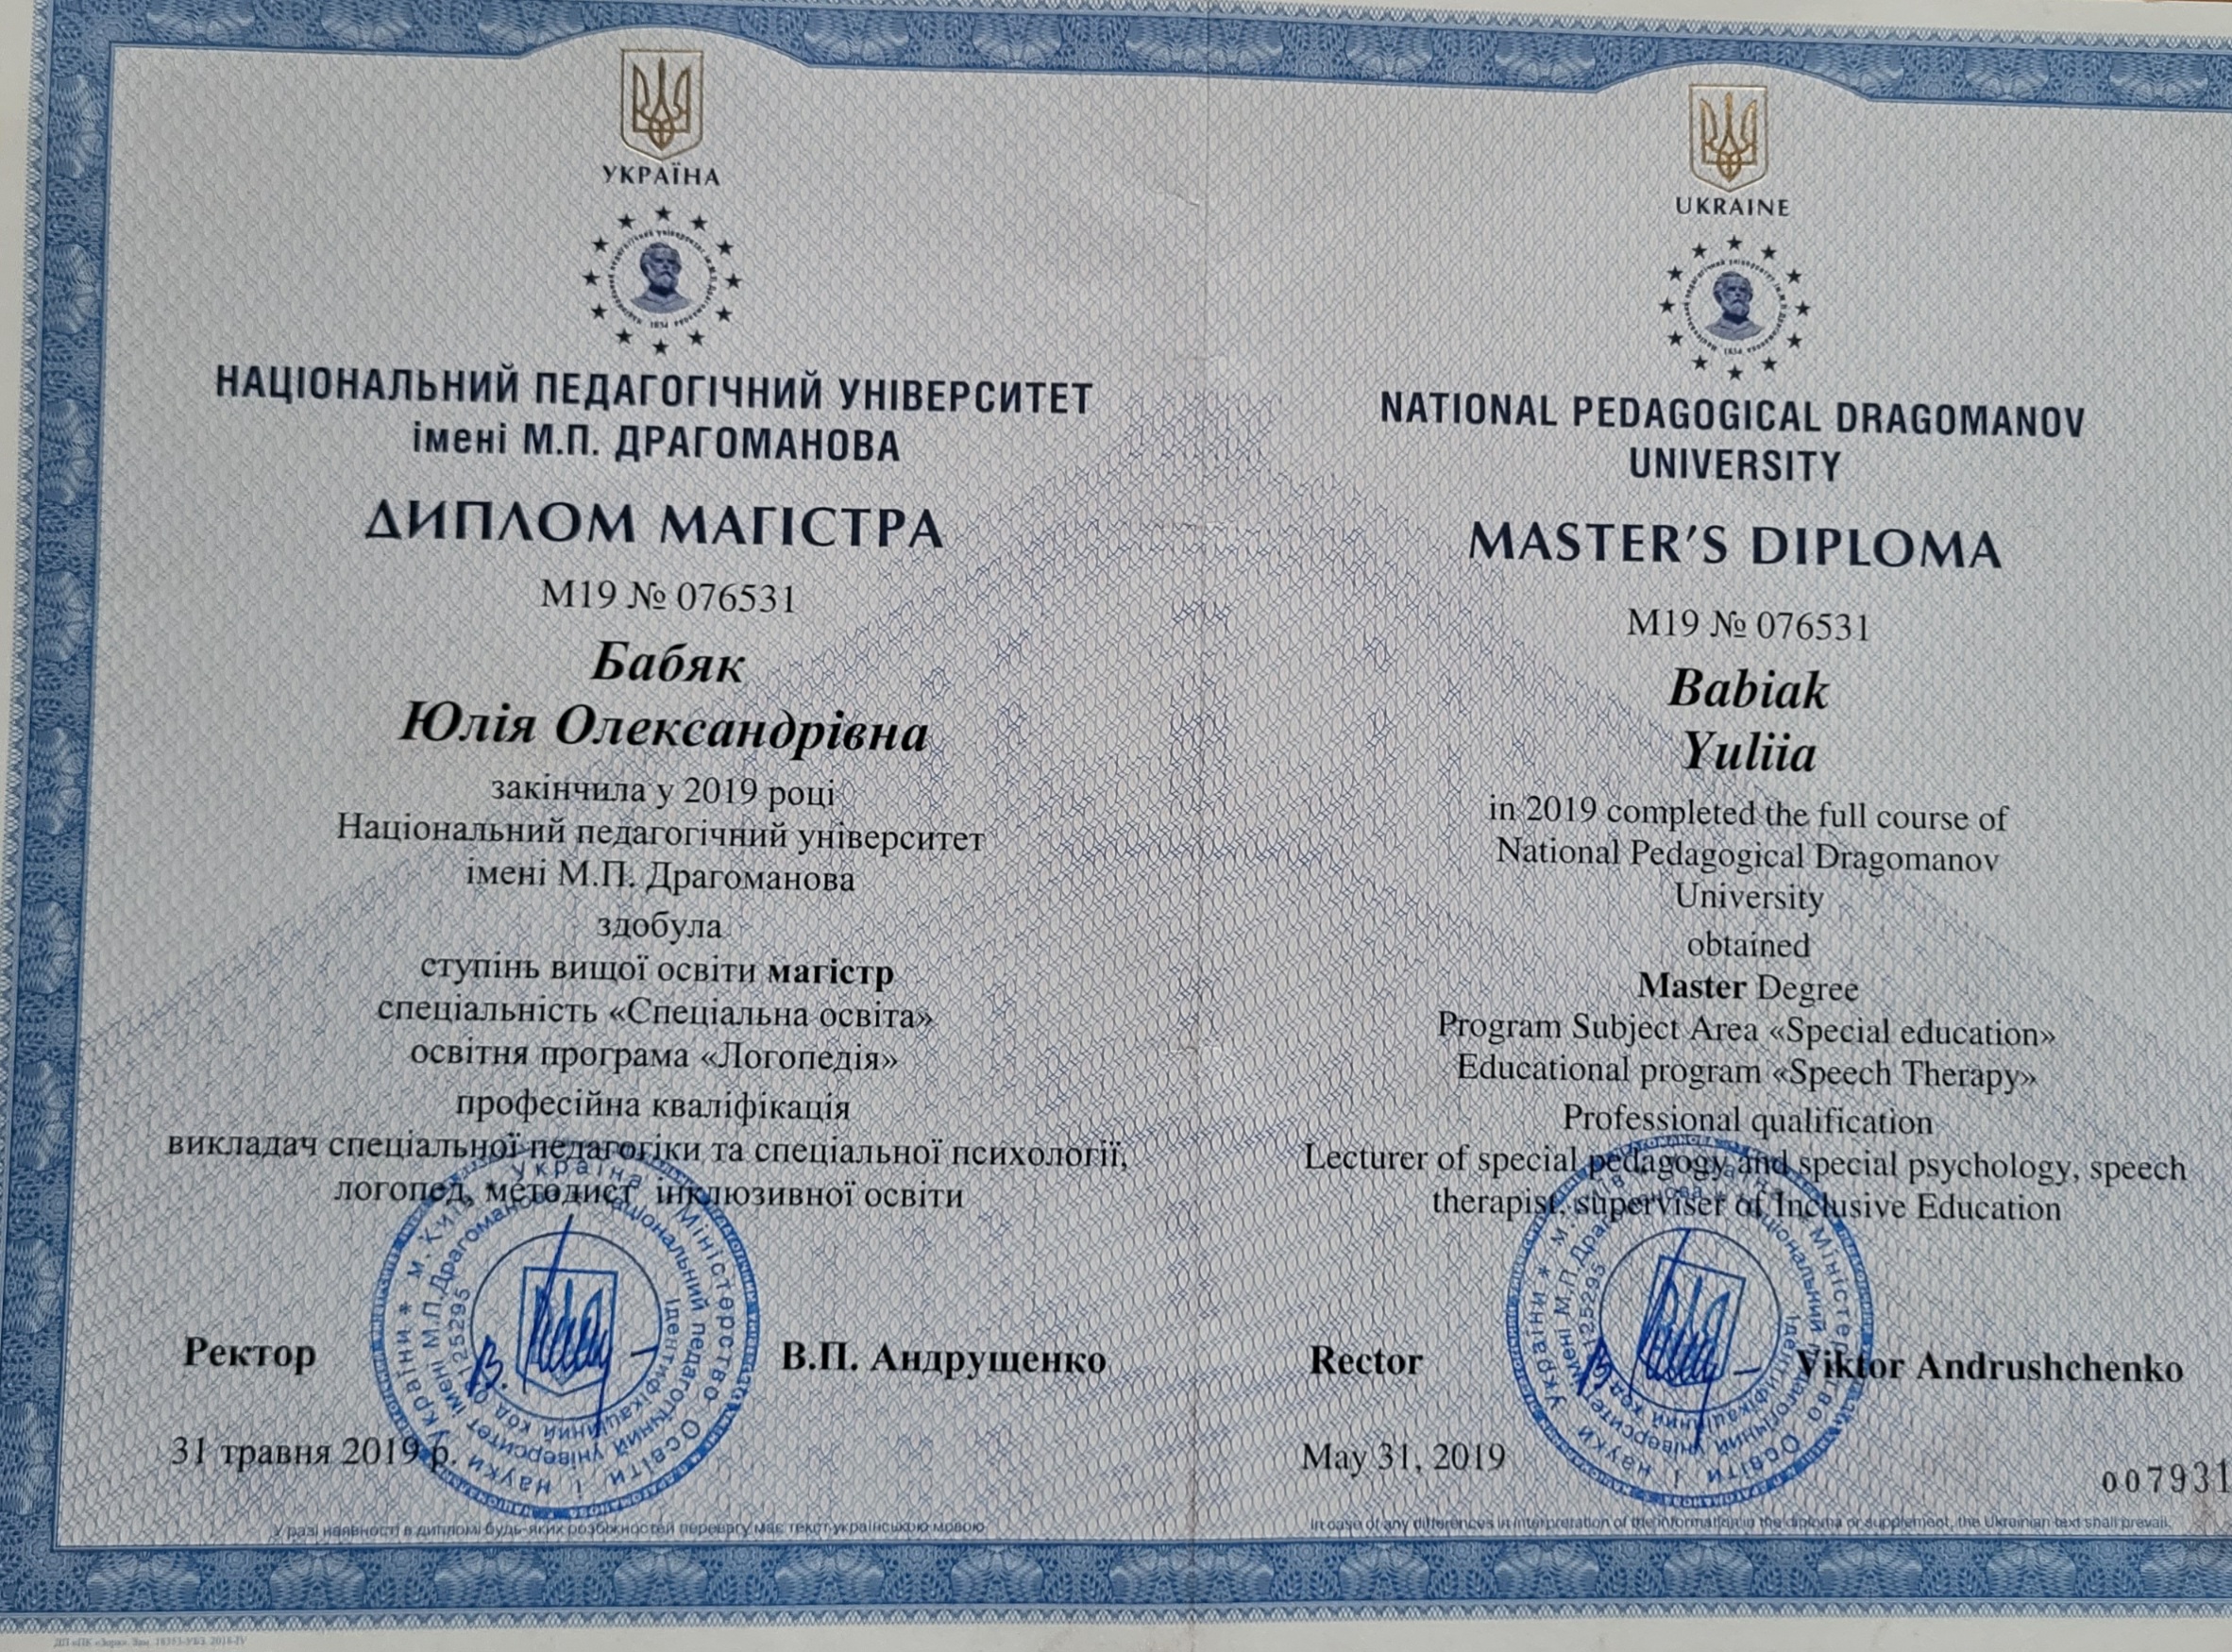 УКРАЇНА
НАЦІОНАЛЬНИЙ ПЕДАГОГІЧНИЙ УНІВЕРСИТЕТ
імені М.П. ДРАГОМАНОВА
ДИПЛОМ МАГІСТРА
М19 № 076531
Бабяк
Юлія Олександрівна
закінчила у 2019 році
Національний педагогічний університет
імені М.П. Драгоманова
здобула
ступінь вищої освіти магістр
спеціальність «Спеціальна освіта»
освітня програма «Логопедія»
професійна кваліфікація
викладач спеціальної педагогіки та спеціальної психології,
логопед, методист інклюзивної освіти
Ректор
В.П. Андрущенко
31 травня 2019 р.
У разі наявності в дипломі будь-яких розбіжностей перевагу має текст українською мовою
UKRAINE
NATIONAL PEDAGOGICAL DRAGOMANOV
UNIVERSITY
MASTER'S DIPLOMA
М19 № 076531
Babiak
Yuliia
in 2019 completed the full course of
National Pedagogical Dragomanov
University
obtained
Master Degree
Program Subject Area «Special education»
Educational program «Speech Therapy»
Professional qualification
Lecturer of special pedagogy and special psychology, speech
therapist, superviser of Inclusive Education
Rector
Viktor Andrushchenko
May 31, 2019
007931
In case of any differences in interpretation of the information in the diploma or supplement, the Ukrainian text shall prevail.